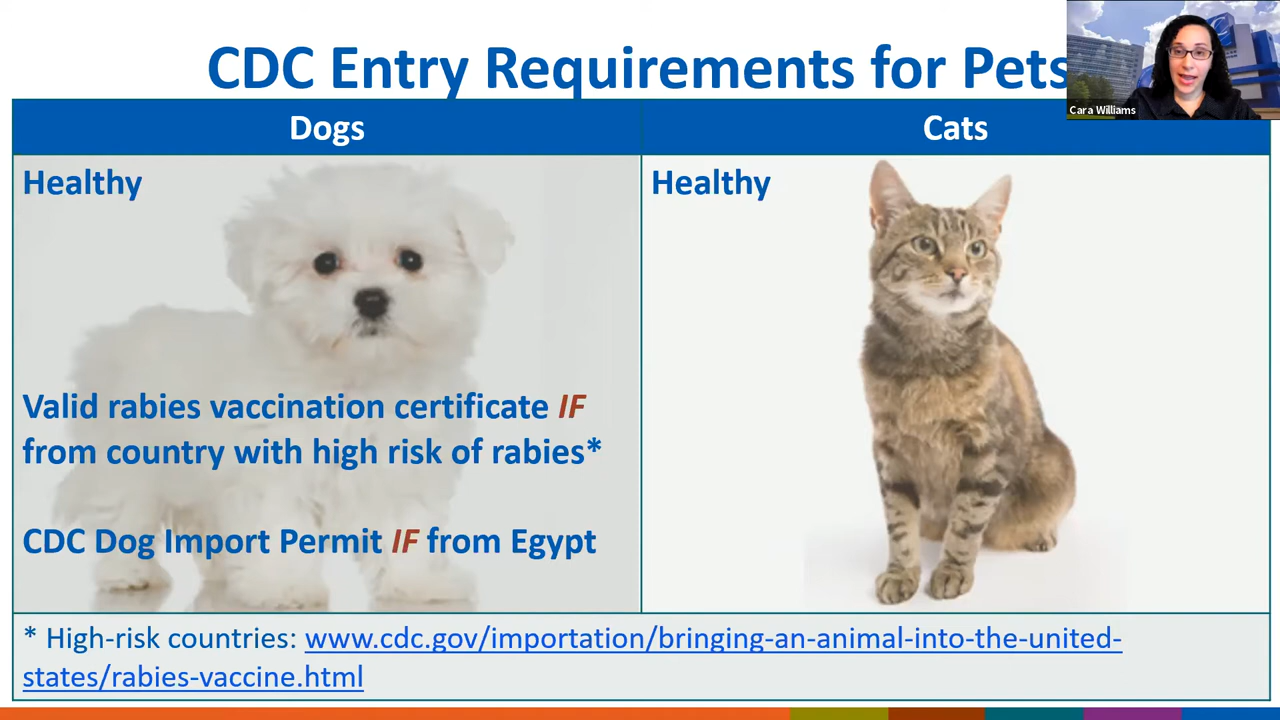 CDC Entry Requirements for Pets
Cara Williams
Dogs
Cats
Healthy
Valid rabies vaccination certificate IF
from country with high risk of rabies*
CDC Dog Import Permit IF from Egypt
Healthy
* High-risk countries: www.cdc.gov/importation/bringing-an-animal-into-the-united-
states/rabies-vaccine.html